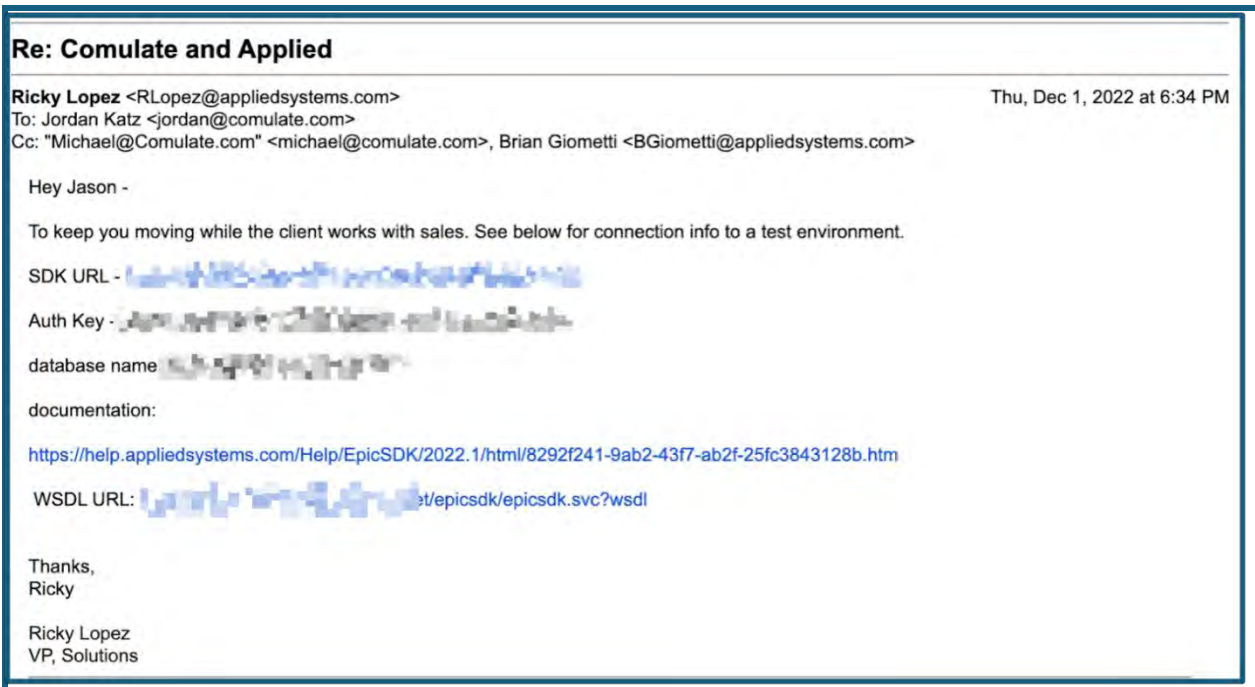 Re: Comulate and Applied
Ricky Lopez <RLopez@appliedsystems.com> Thu, Dec 1, 2022 at 6:34 PM
To: Jordan Katz <jordan@comulate.com>
Cc: "Michael@Comulate.com" <michael@comulate.com>, Brian Giometti <BGiometti@appliedsystems.com>
Hey Jason -
To keep you moving while the client works with sales. See below for connection info to a test environment.
SDK URL -
Auth Key -
database name
documentation:
https://help.appliedsystems.com/Help/EpicSDK/2022.1/html/8292f241-9ab2-43f7-ab2f-25fc3843128b.htm
WSDL URL: et/epicsdk/epicsdk.svc?wsdl
Thanks,
Ricky
Ricky Lopez
VP, Solutions